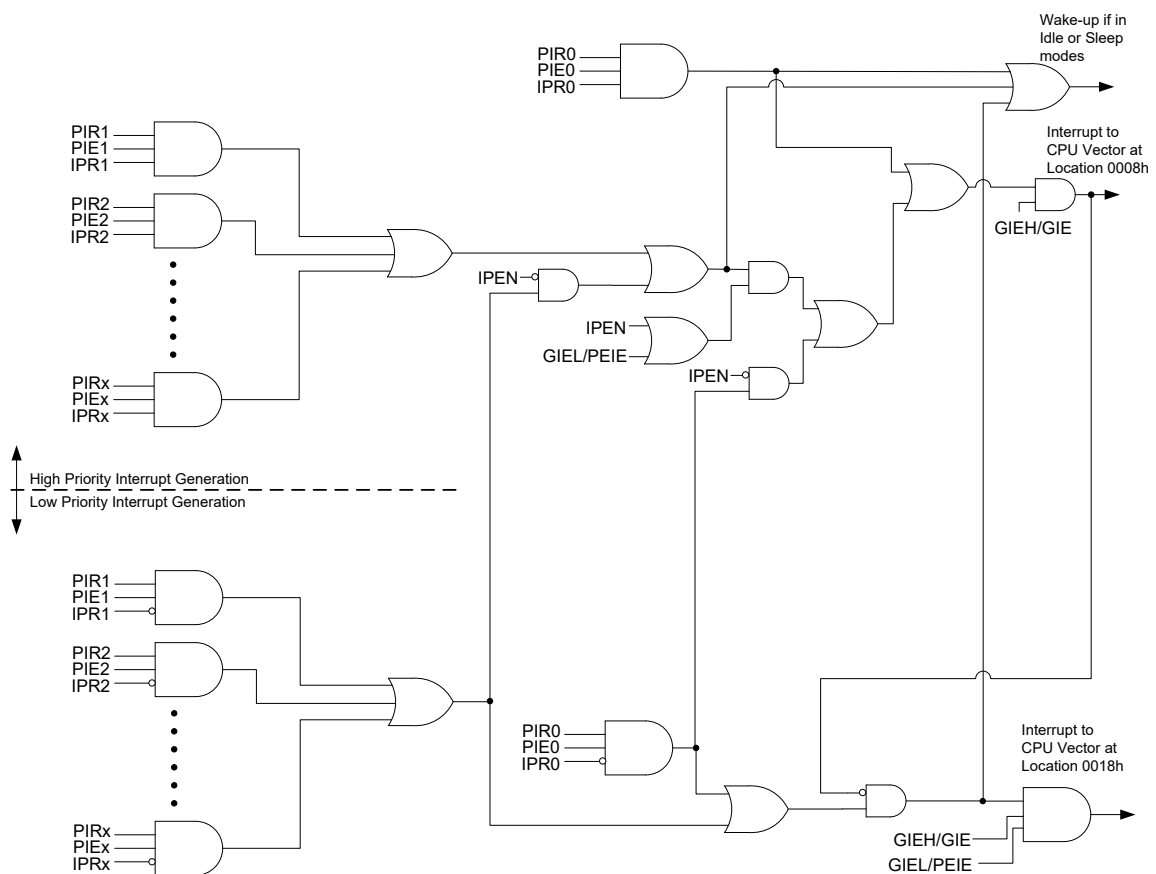 Wake-up if in
Idle or Sleep
modes
PIR0
PIE0
IPR0
PIR1
PIE1
IPR1
Interrupt to
CPU Vector at
Location 0008h
PIR2
PIE2
IPR2
GIEH/GIE
IPEN
IPEN
GIEL/PEIE
IPEN
PIRx
PIEx
IPRx
High Priority Interrupt Generation
Low Priority Interrupt Generation
PIR1
PIE1
IPR1
PIR2
PIE2
IPR2
PIR0
PIE0
IPR0
Interrupt to
CPU Vector at
Location 0018h
PIRx
PIEx
IPRx
GIEH/GIE
GIEL/PEIE